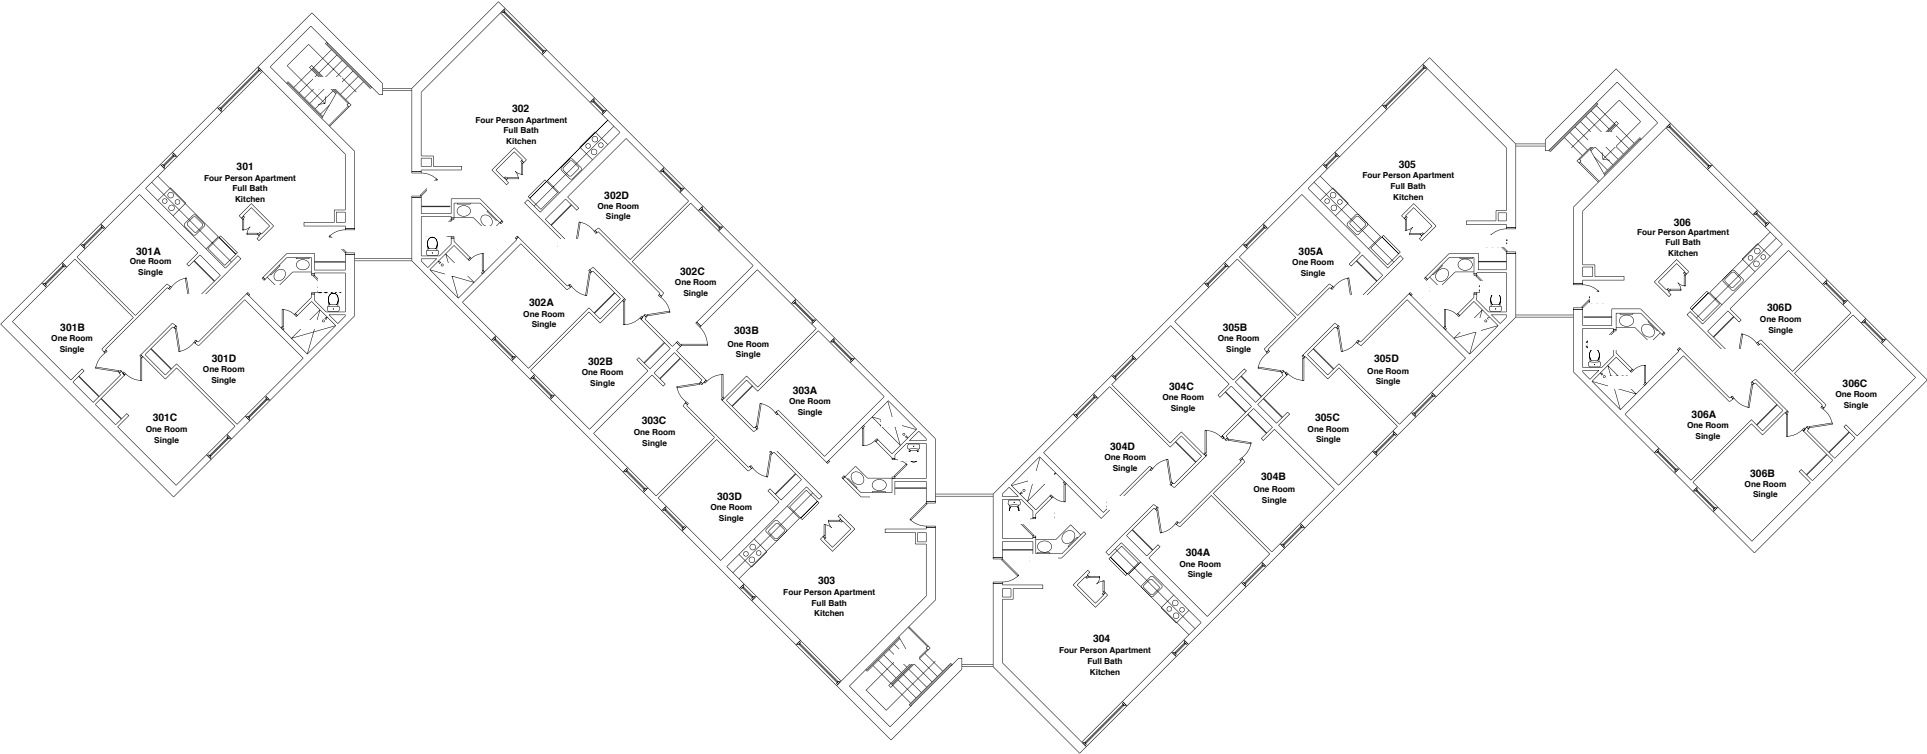 301
Four Person Apartment
Full Bath
Kitchen
301A
One Room
Single
301B
One Room
Single
301C
One Room
Single
301D
One Room
Single
302
Four Person Apartment
Full Bath
Kitchen
302D
One Room
Single
302C
One Room
Single
302A
One Room
Single
302B
One Room
Single
303B
One Room
Single
303A
One Room
Single
303C
One Room
Single
303D
One Room
Single
303
Four Person Apartment
Full Bath
Kitchen
304C
One Room
Single
304D
One Room
Single
304B
One Room
Single
304A
One Room
Single
304
Four Person Apartment
Full Bath
Kitchen
305
Four Person Apartment
Full Bath
Kitchen
305A
One Room
Single
305B
One Room
Single
305D
One Room
Single
305C
One Room
Single
306
Four Person Apartment
Full Bath
Kitchen
306D
One Room
Single
306C
One Room
Single
306A
One Room
Single
306B
One Room
Single